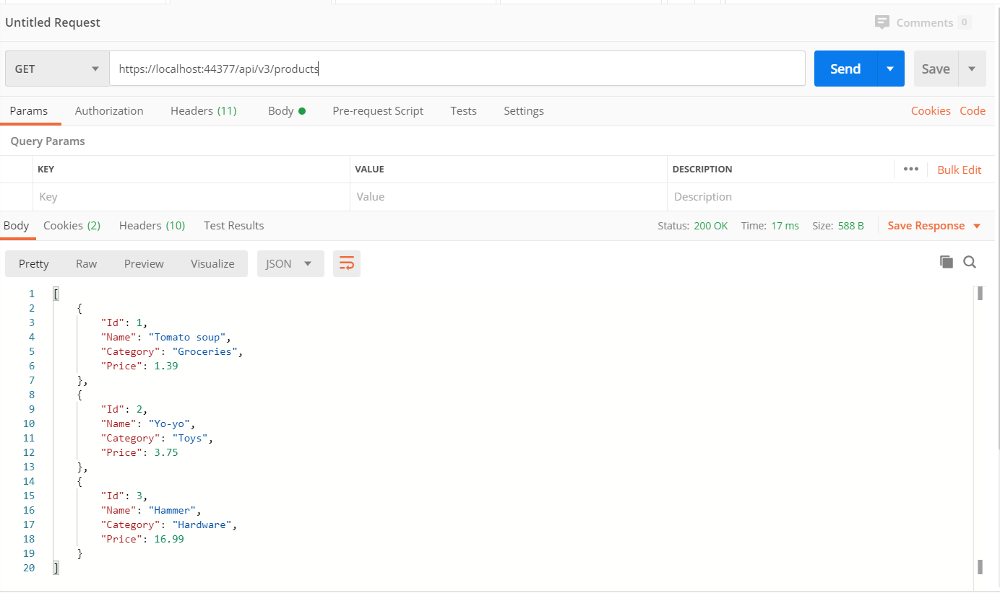 Untitled Request
Comments 0
GET https://localhost:44377/api/v3/products Send Save
Params Authorization Headers (11) Body Pre-request Script Tests Settings Cookies Code
Query Params
KEY VALUE DESCRIPTION ••• Bulk Edit
Key Value Description
Body Cookies (2) Headers (10) Test Results Status: 200 OK Time: 17 ms Size: 588 B Save Response
Pretty Raw Preview Visualize JSON
1 [
2 {
3 "Id": 1,
4 "Name": "Tomato soup",
5 "Category": "Groceries",
6 "Price": 1.39
7 },
8 {
9 "Id": 2,
10 "Name": "Yo-yo",
11 "Category": "Toys",
12 "Price": 3.75
13 },
14 {
15 "Id": 3,
16 "Name": "Hammer",
17 "Category": "Hardware",
18 "Price": 16.99
19 }
20 ]